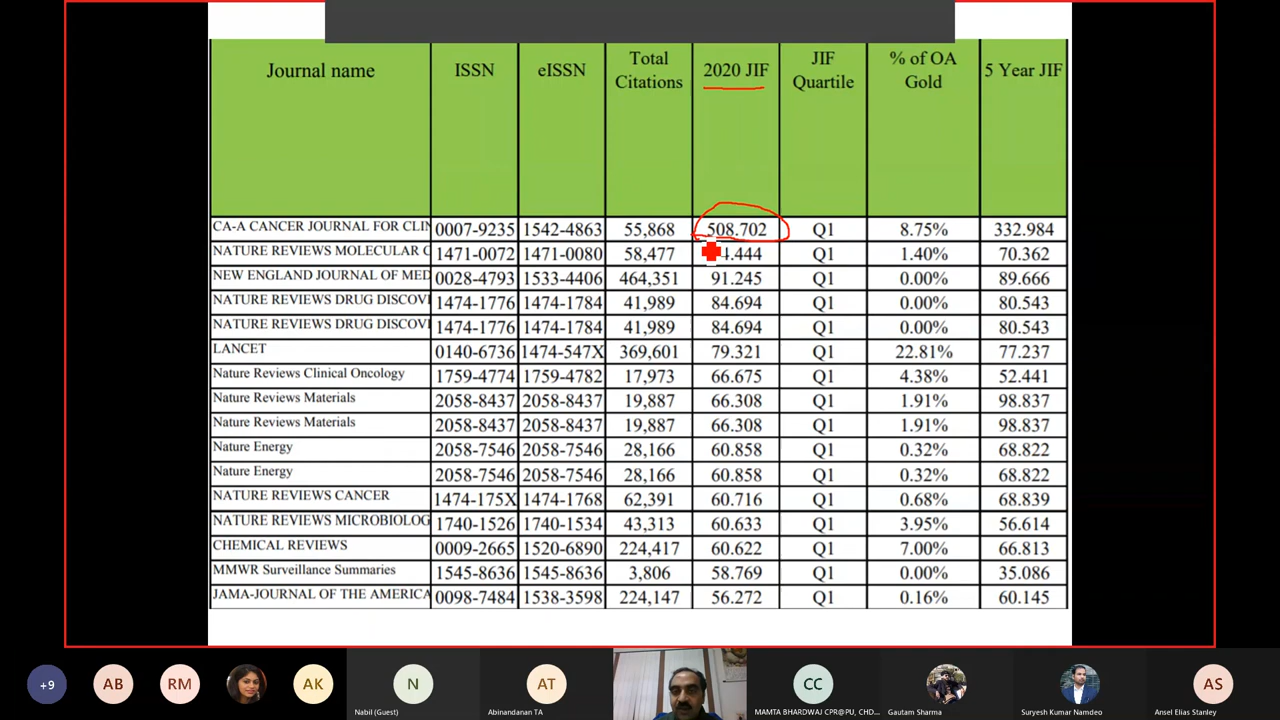 Journal name ISSN eISSN Total Citations 2020 JIF JIF Quartile % of OA Gold 5 Year JIF
CA-A CANCER JOURNAL FOR CLIN 0007-9235 1542-4863 55,868 508.702 Q1 8.75% 332.984
NATURE REVIEWS MOLECULAR C 1471-0072 1471-0080 58,477 4.444 Q1 1.40% 70.362
NEW ENGLAND JOURNAL OF MED 0028-4793 1533-4406 464,351 91.245 Q1 0.00% 89.666
NATURE REVIEWS DRUG DISCOVI 1474-1776 1474-1784 41,989 84.694 Q1 0.00% 80.543
NATURE REVIEWS DRUG DISCOVI 1474-1776 1474-1784 41,989 84.694 Q1 0.00% 80.543
LANCET 0140-6736 1474-547X 369,601 79.321 Q1 22.81% 77.237
Nature Reviews Clinical Oncology 1759-4774 1759-4782 17,973 66.675 Q1 4.38% 52.441
Nature Reviews Materials 2058-8437 2058-8437 19,887 66.308 Q1 1.91% 98.837
Nature Reviews Materials 2058-8437 2058-8437 19,887 66.308 Q1 1.91% 98.837
Nature Energy 2058-7546 2058-7546 28,166 60.858 Q1 0.32% 68.822
Nature Energy 2058-7546 2058-7546 28,166 60.858 Q1 0.32% 68.822
NATURE REVIEWS CANCER 1474-175X 1474-1768 62,391 60.716 Q1 0.68% 68.839
NATURE REVIEWS MICROBIOLOG 1740-1526 1740-1534 43,313 60.633 Q1 3.95% 56.614
CHEMICAL REVIEWS 0009-2665 1520-6890 224,417 60.622 Q1 7.00% 66.813
MMWR Surveillance Summaries 1545-8636 1545-8636 3,806 58.769 Q1 0.00% 35.086
JAMA-JOURNAL OF THE AMERICA 0098-7484 1538-3598 224,147 56.272 Q1 0.16% 60.145
+9 AB RM AK N AT CC AS
Nabil (Guest) Abinandanan TA MAMTA BHARDWAJ CPR@PU, CHD... Gautam Sharma Suryesh Kumar Namdeo Ansel Elias Stanley